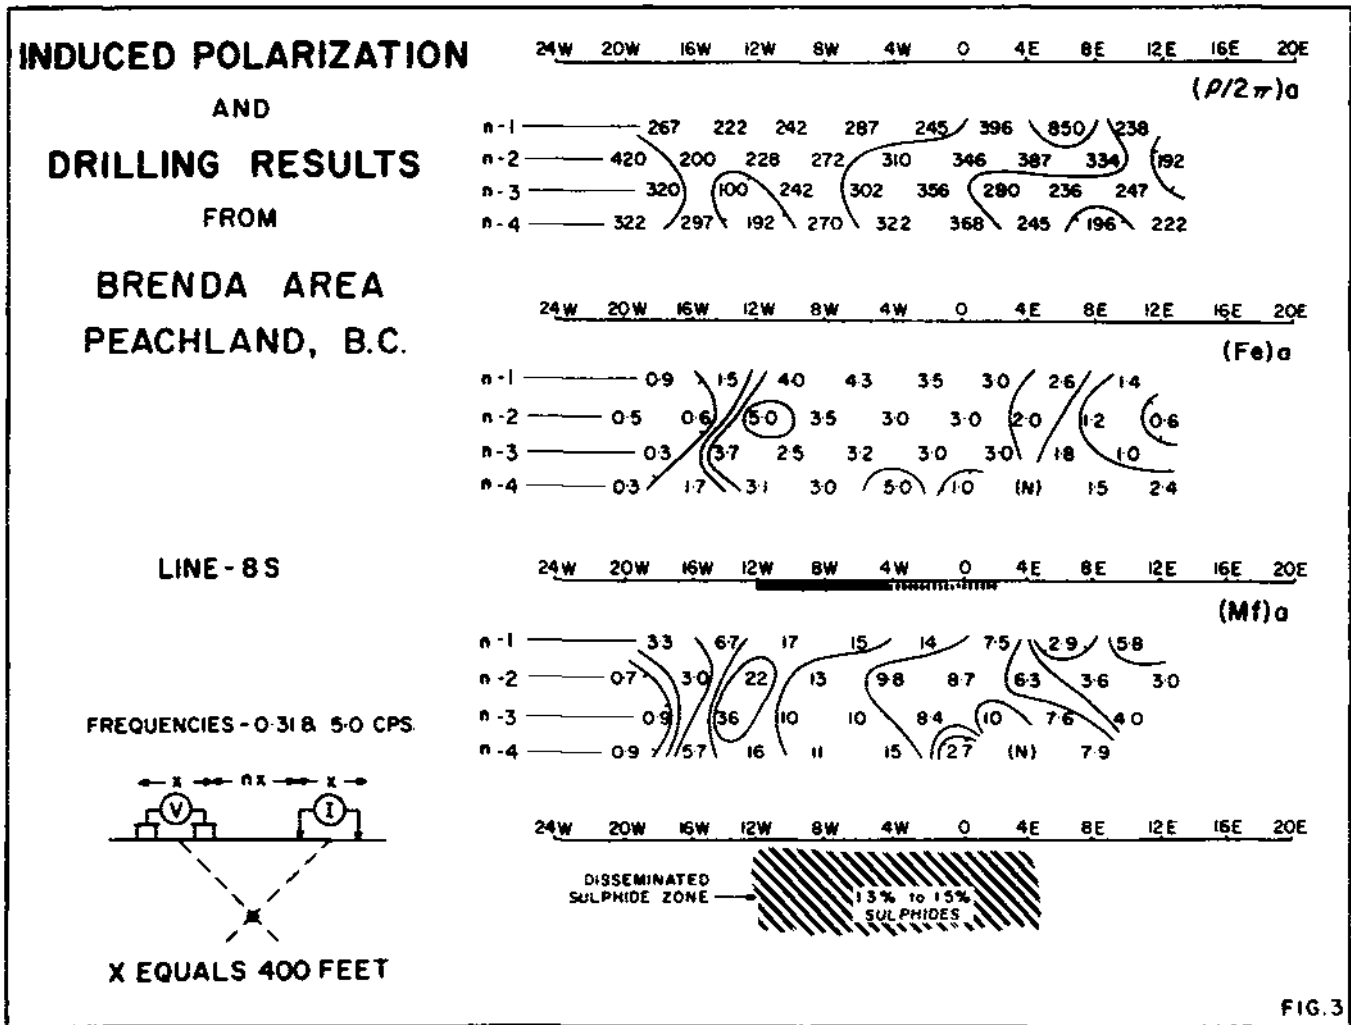 INDUCED POLARIZATION
AND
DRILLING RESULTS
FROM
BRENDA AREA
PEACHLAND, B.C.
LINE-8S
FREQUENCIES-0·31 & 5·0 CPS.
x nx x
V I
X EQUALS 400 FEET
24W 20W 16W 12W 8W 4W 0 4E 8E 12E 16E 20E
(ρ/2π)a
n-1 267 222 242 287 245 396 850 238
n-2 420 200 228 272 310 346 387 334 192
n-3 320 100 242 302 356 280 236 247
n-4 322 297 192 270 322 368 245 196 222
24W 20W 16W 12W 8W 4W 0 4E 8E 12E 16E 20E
(Fe)a
n-1 0·9 1·5 4·0 4·3 3·5 3·0 2·6 1·4
n-2 0·5 0·6 5·0 3·5 3·0 3·0 2·0 1·2 0·6
n-3 0·3 3·7 2·5 3·2 3·0 3·0 1·8 1·0
n-4 0·3 1·7 3·1 3·0 5·0 1·0 (N) 1·5 2·4
24W 20W 16W 12W 8W 4W 0 4E 8E 12E 16E 20E
(Mf)a
n-1 3·3 6·7 17 15 14 7·5 2·9 5·8
n-2 0·7 3·0 22 13 9·8 8·7 6·3 3·6 3·0
n-3 0·9 36 10 10 8·4 10 7·6 4·0
n-4 0·9 5·7 16 11 15 2·7 (N) 7·9
24W 20W 16W 12W 8W 4W 0 4E 8E 12E 16E 20E
DISSEMINATED
SULPHIDE ZONE
1·3% to 1·5%
SULPHIDES
FIG. 3